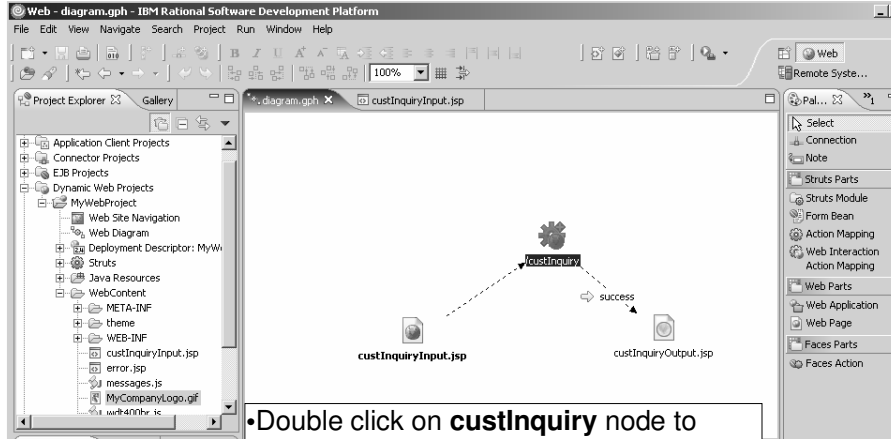 Web - diagram.gph - IBM Rational Software Development Platform
File Edit View Navigate Search Project Run Window Help
B I U
100%
Web
Remote Syste...
Project Explorer
Gallery
*diagram.gph
custInquiryInput.jsp
Pal...
»1
Application Client Projects
Connector Projects
EJB Projects
Dynamic Web Projects
MyWebProject
Web Site Navigation
Web Diagram
Deployment Descriptor: MyW
Struts
Java Resources
WebContent
META-INF
theme
WEB-INF
custInquiryInput.jsp
error.jsp
messages.js
MyCompanyLogo.gif
wdt400hr.js
/custInquiry
success
custInquiryInput.jsp
custInquiryOutput.jsp
•Double click on custInquiry node to
Select
Connection
Note
Struts Parts
Struts Module
Form Bean
Action Mapping
Web Interaction
Action Mapping
Web Parts
Web Application
Web Page
Faces Parts
Faces Action